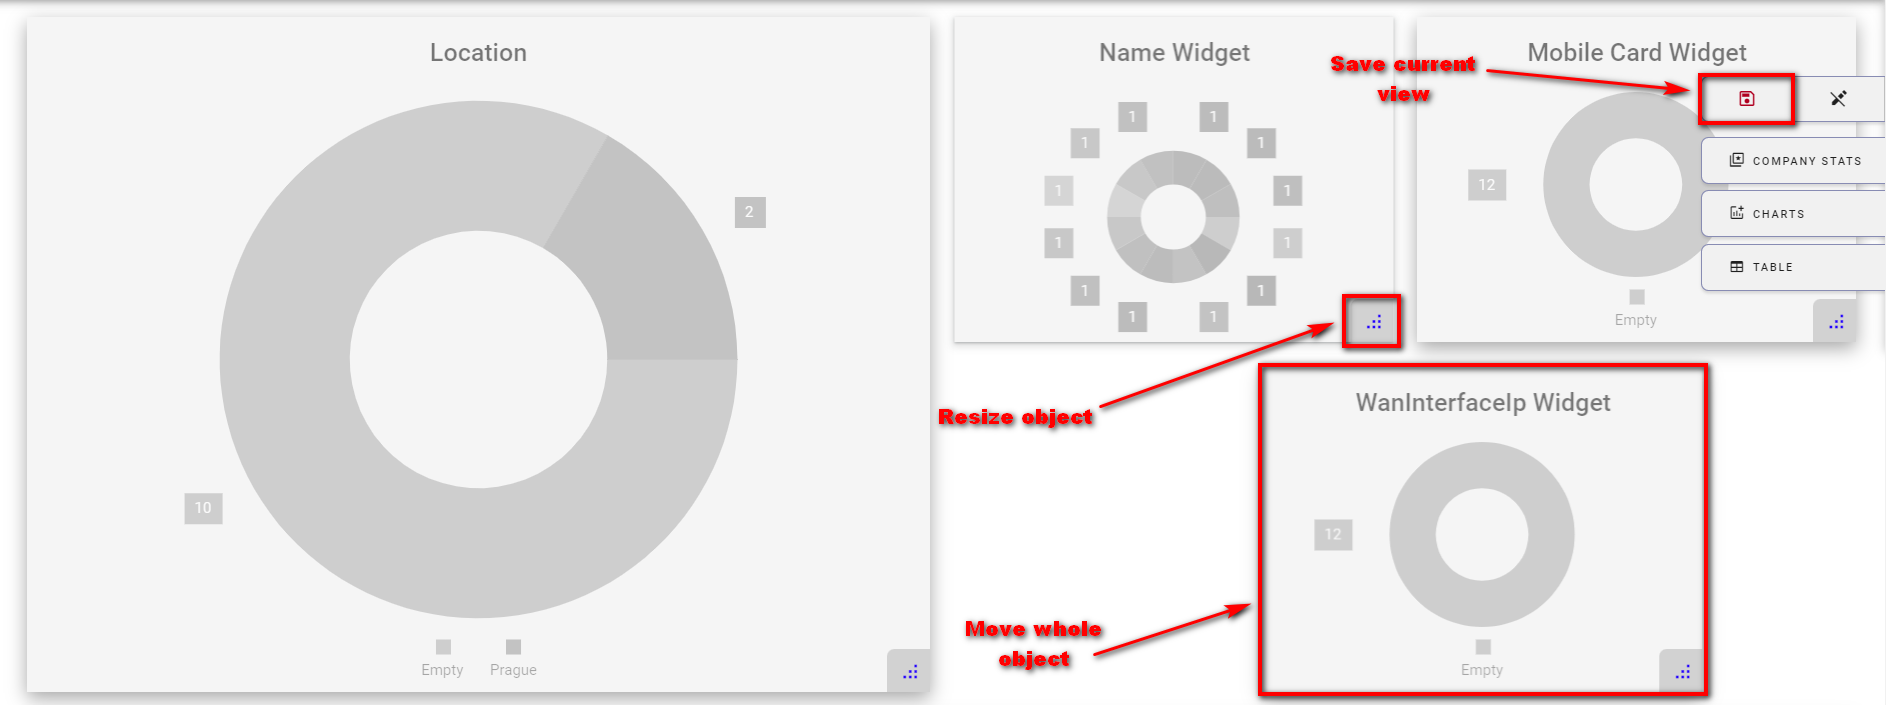 Location
2
10
Empty
Prague
Name Widget
1
1
1
1
1
1
1
1
1
1
1
1
Mobile Card Widget
Save current
view
12
COMPANY STATS
CHARTS
TABLE
Empty
Resize object
WanInterfaceIp Widget
12
Empty
Move whole
object